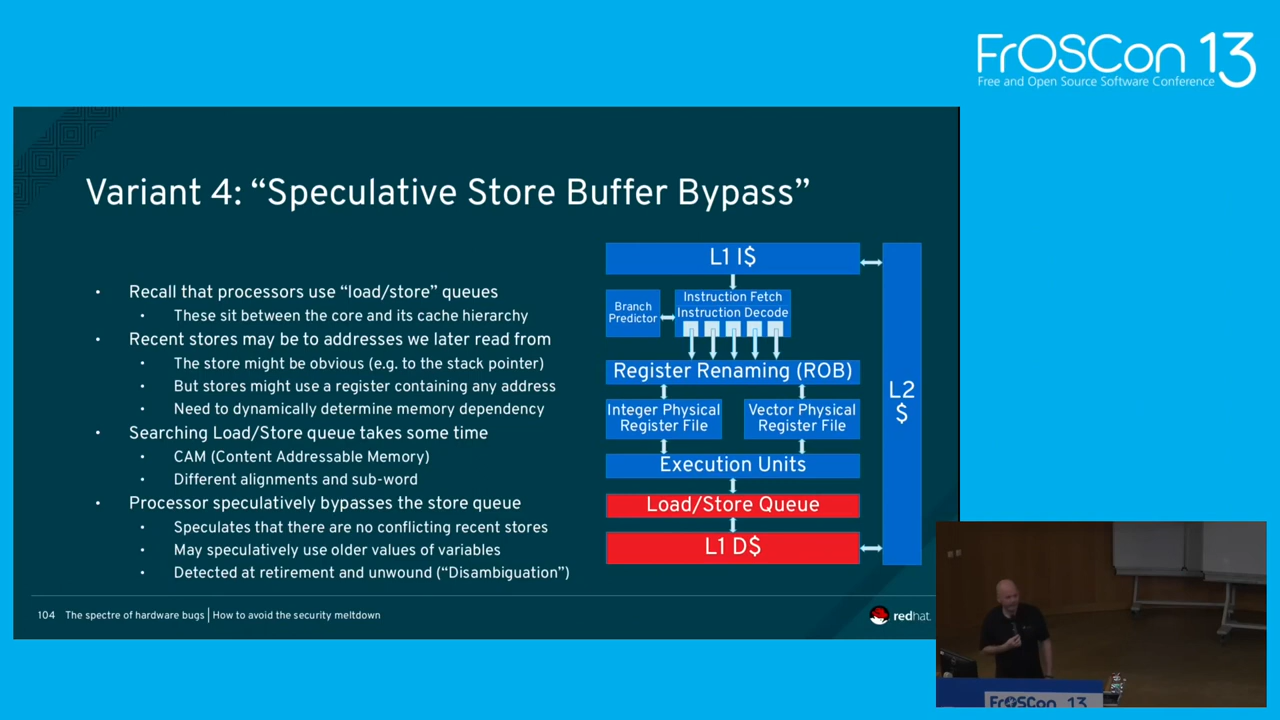 FrOSCon 13
Free and Open Source Software Conference
Variant 4: “Speculative Store Buffer Bypass”
• Recall that processors use “load/store” queues
• These sit between the core and its cache hierarchy
• Recent stores may be to addresses we later read from
• The store might be obvious (e.g. to the stack pointer)
• But stores might use a register containing any address
• Need to dynamically determine memory dependency
• Searching Load/Store queue takes some time
• CAM (Content Addressable Memory)
• Different alignments and sub-word
• Processor speculatively bypasses the store queue
• Speculates that there are no conflicting recent stores
• May speculatively use older values of variables
• Detected at retirement and unwound (“Disambiguation”)
L1 I$
Branch
Predictor
Instruction Fetch
Instruction Decode
Register Renaming (ROB)
Integer Physical
Register File
Vector Physical
Register File
Execution Units
Load/Store Queue
L1 D$
L2
$
104 The spectre of hardware bugs | How to avoid the security meltdown
redhat.
FrOSCon 13